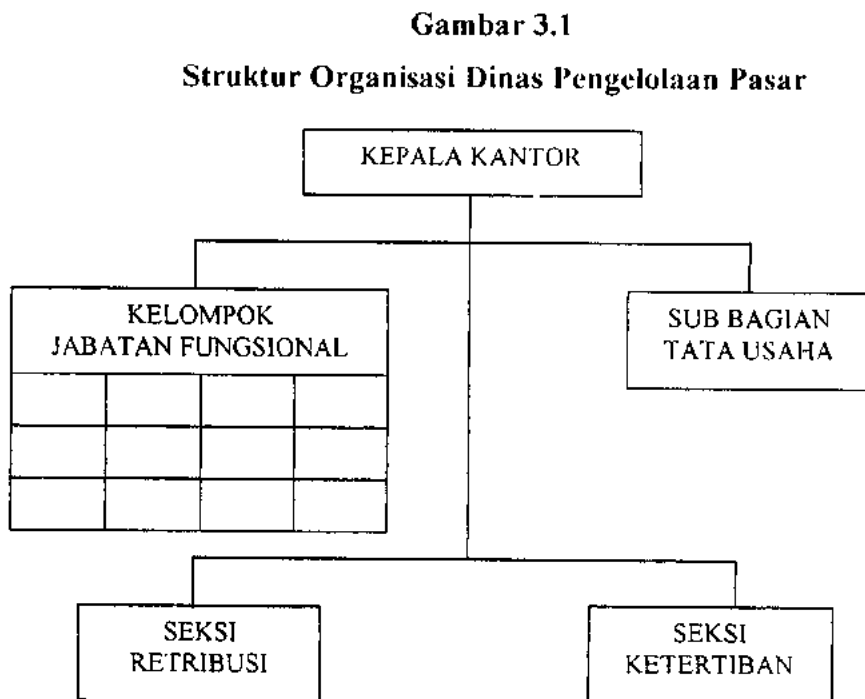 Gambar 3.1
Struktur Organisasi Dinas Pengelolaan Pasar
KEPALA KANTOR
KELOMPOK
JABATAN FUNGSIONAL
SUB BAGIAN
TATA USAHA
SEKSI
RETRIBUSI
SEKSI
KETERTIBAN